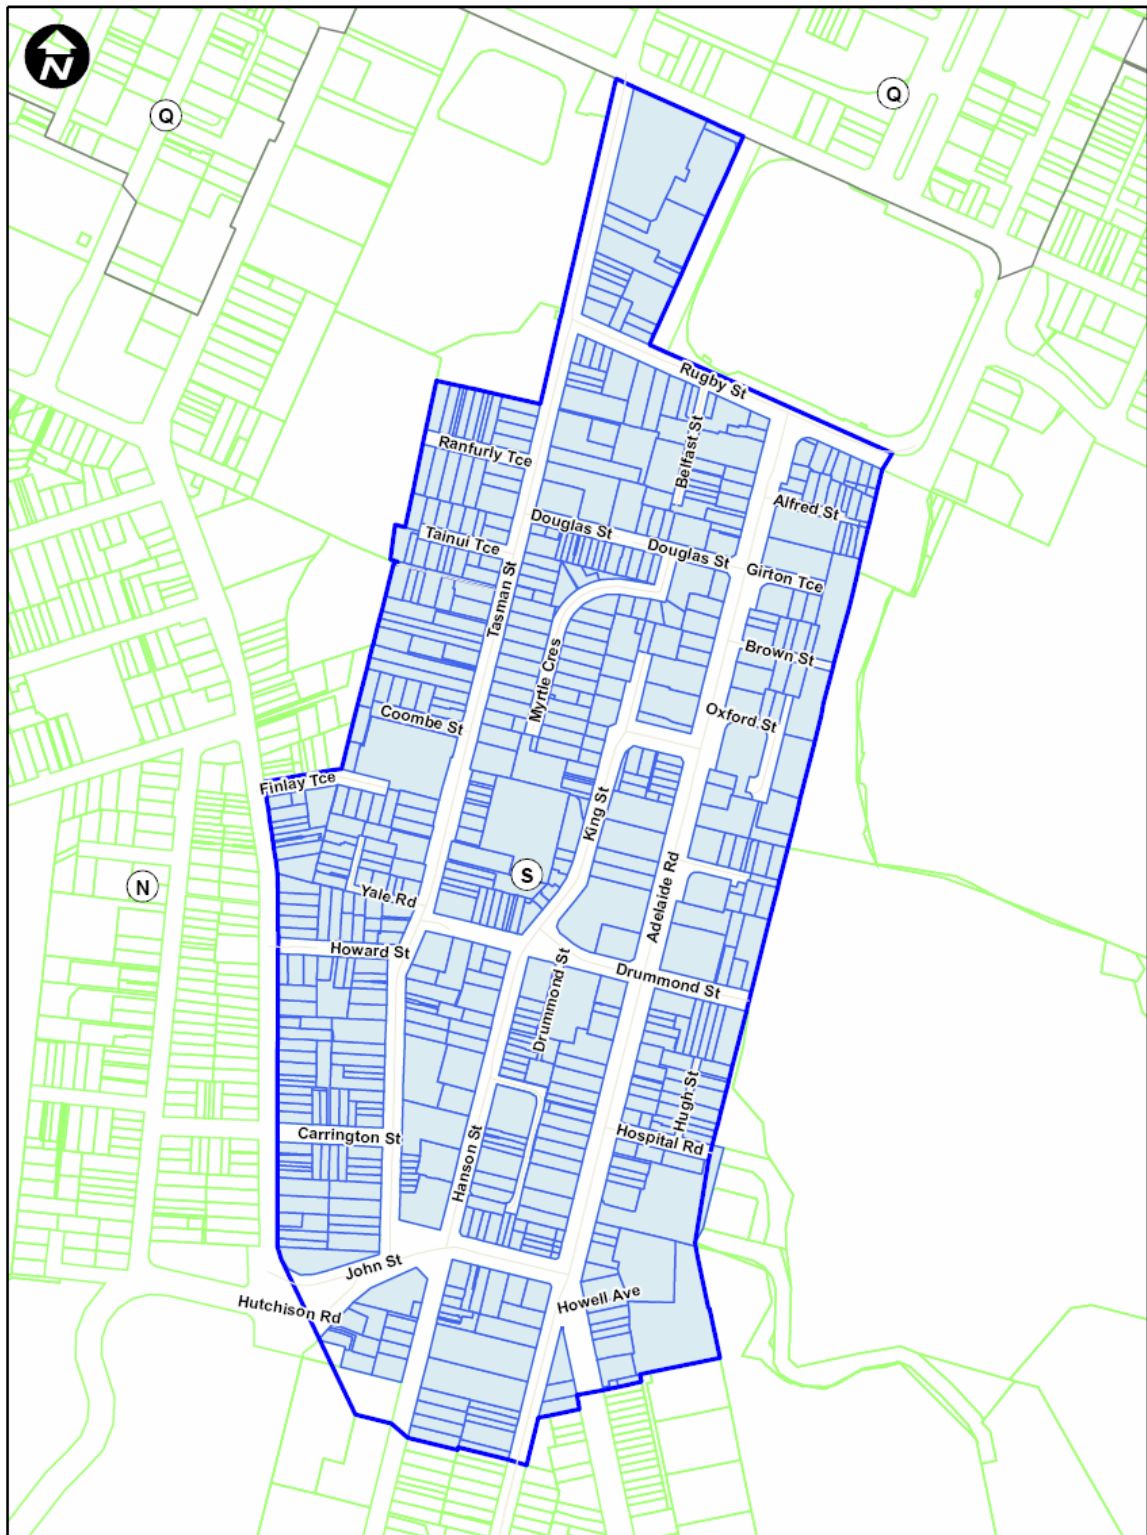 N
Q
Q
Rugby St
Belfast St
Ranfurly Tce
Alfred St
Douglas St
Tainui Tce
Douglas St
Girton Tce
Tasman St
Brown St
Myrtle Cres
Oxford St
Coombe St
Finlay Tce
King St
S
N
Adelaide Rd
Yale Rd
Howard St
Drummond St
Drummond St
Hugh St
Carrington St
Hospital Rd
Hanson St
John St
Howell Ave
Hutchison Rd